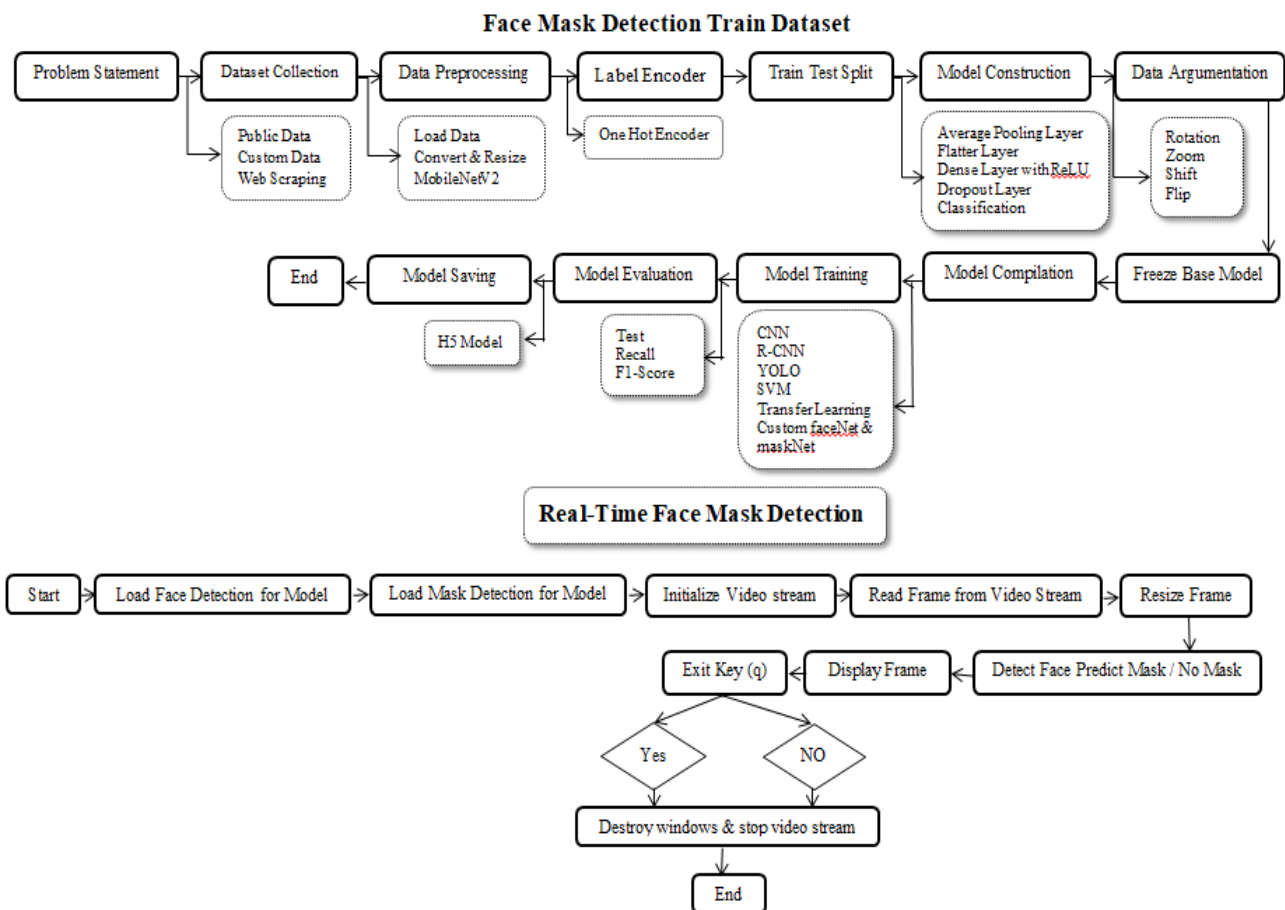 Face Mask Detection Train Dataset
Problem Statement
Dataset Collection
Data Preprocessing
Label Encoder
Train Test Split
Model Construction
Data Argumentation
Public Data
Custom Data
Web Scraping
Load Data
Convert & Resize
MobileNetV2
One Hot Encoder
Average Pooling Layer
Flatter Layer
Dense Layer with ReLU
Dropout Layer
Classification
Rotation
Zoom
Shift
Flip
End
Model Saving
Model Evaluation
Model Training
Model Compilation
Freeze Base Model
H5 Model
Test
Recall
F1-Score
CNN
R-CNN
YOLO
SVM
Transfer Learning
Custom faceNet &
maskNet
Real-Time Face Mask Detection
Start
Load Face Detection for Model
Load Mask Detection for Model
Initialize Video stream
Read Frame from Video Stream
Resize Frame
Exit Key (q)
Display Frame
Detect Face Predict Mask / No Mask
Yes
NO
Destroy windows & stop video stream
End